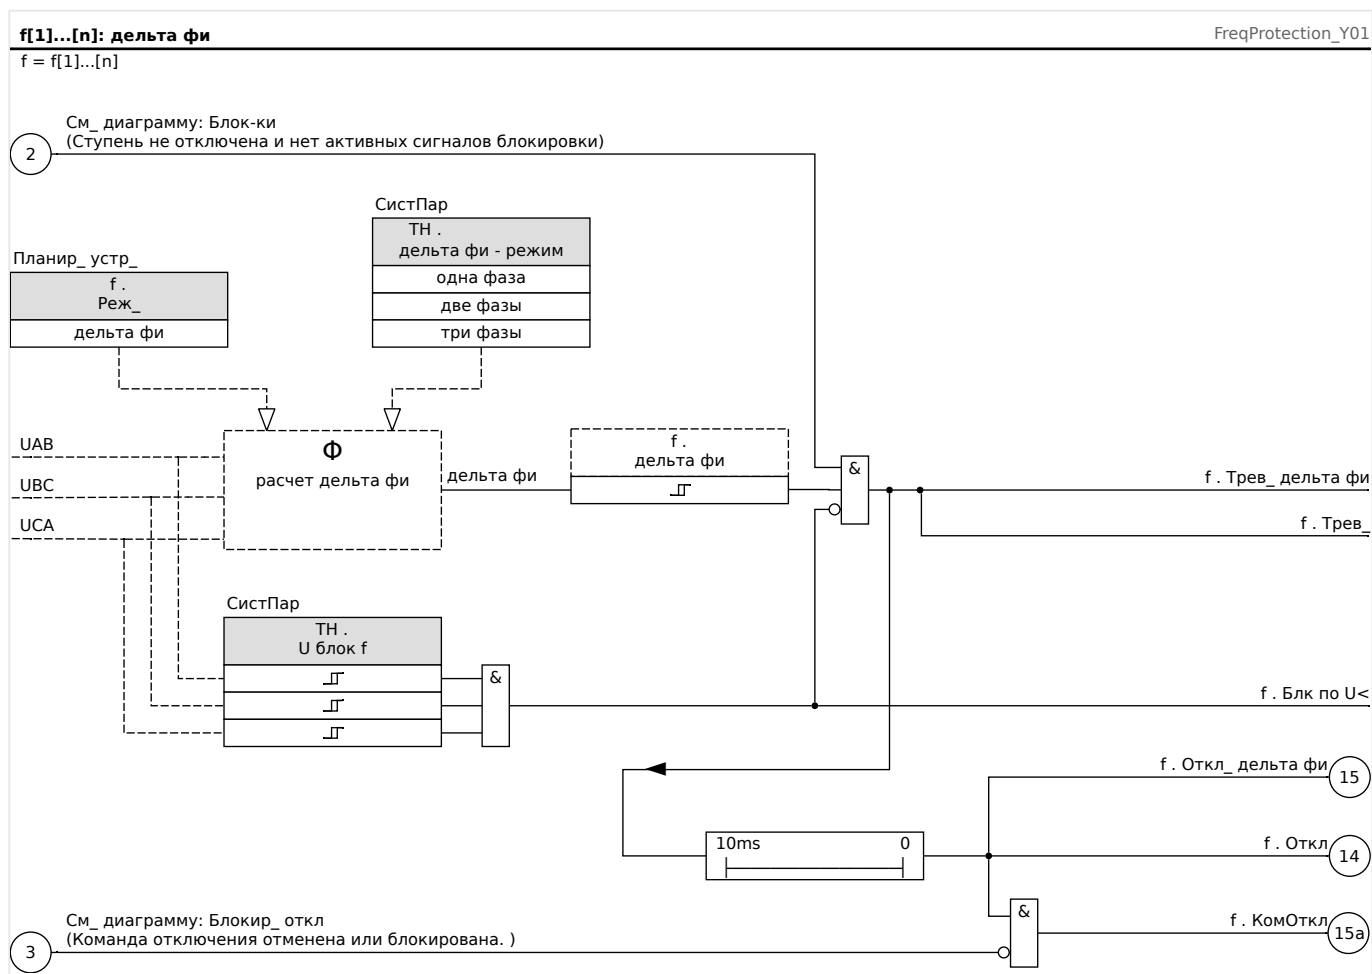 f[1]...[n]: дельта фи
FreqProtection_Y01
f = f[1]...[n]
См_ диаграмму: Блок-ки
(Ступень не отключена и нет активных сигналов блокировки)
2
СистПар
ТН .
дельта фи - режим
одна фаза
две фазы
три фазы
Планир_ устр_
f .
Реж_
дельта фи
UAB
UBC
UCA
Φ
расчет дельта фи
дельта фи
f .
дельта фи
&
f . Трев_ дельта фи
f . Трев_
СистПар
ТН .
U блок f
&
f . Блк по U<
f . Откл_ дельта фи
15
10ms
0
f . Откл
14
&
f . КомОткл
15a
См_ диаграмму: Блокир_ откл
(Команда отключения отменена или блокирована. )
3